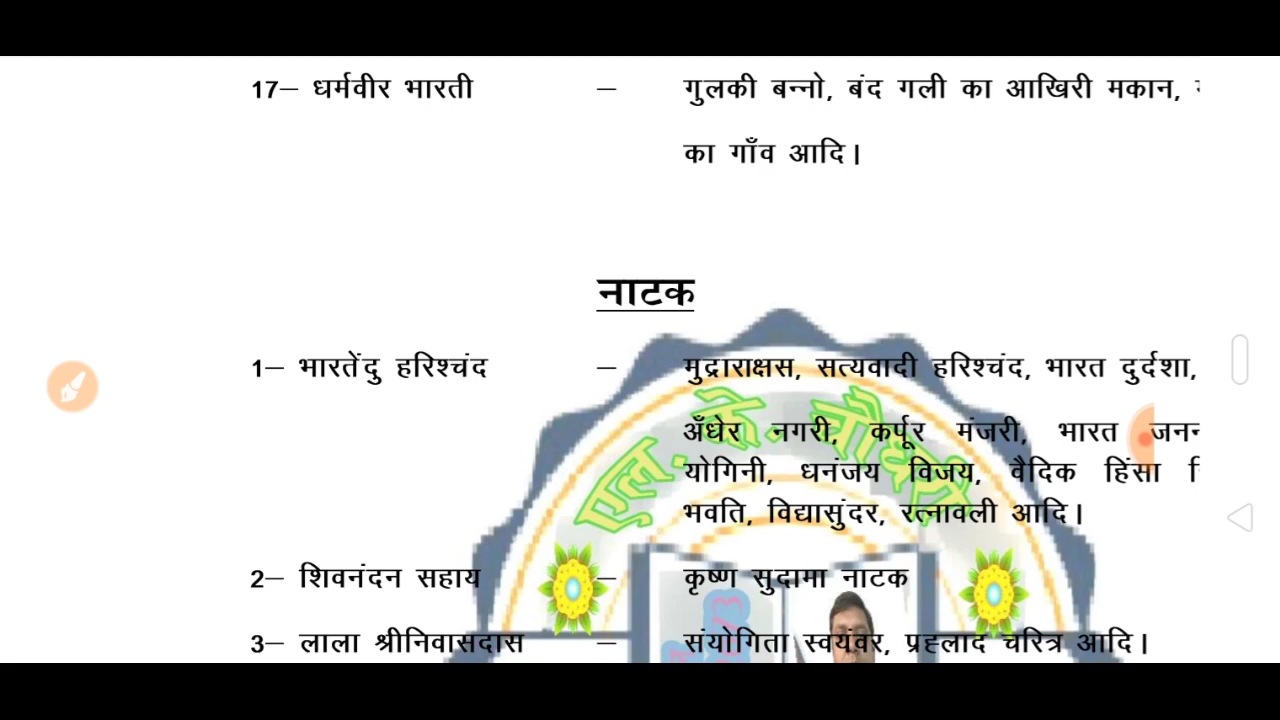 17– धर्मवीर भारती – गुलकी बन्नो, बंद गली का आखिरी मकान,
का गाँव आदि।
नाटक
1– भारतेंदु हरिश्चंद – मुद्राराक्षस, सत्यवादी हरिश्चंद, भारत दुर्दशा,
अँधेर नगरी, कर्पूर मंजरी, भारत
योगिनी, धनंजय विजय, वैदिक हिंसा
भवति, विद्यासुंदर, रत्नावली आदि।
2– शिवनंदन सहाय – कृष्ण सुदामा नाटक
3– लाला श्रीनिवासदास – संयोगिता स्वयंवर, प्रह्लाद चरित्र आदि।
एल. के. चौधरी